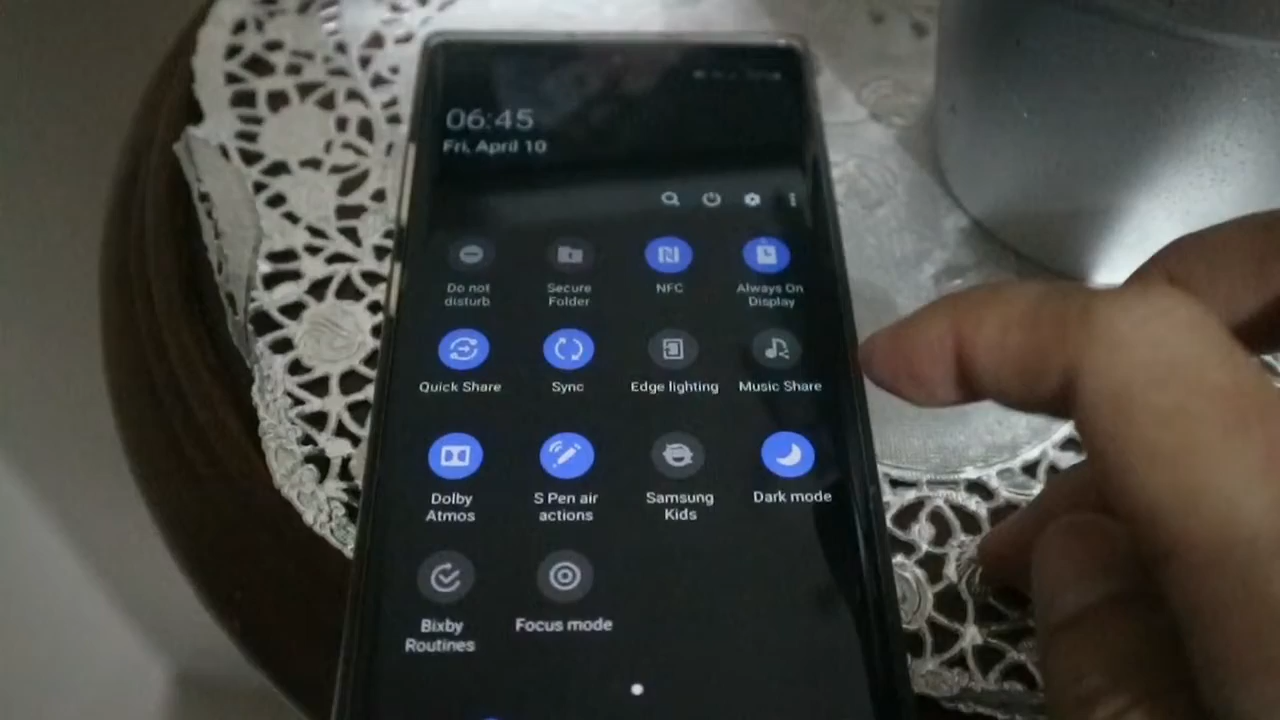 06:45
Fri, April 10
Do not
disturb
Secure
Folder
NFC
Always On
Display
Quick Share
Sync
Edge lighting
Music Share
Dolby
Atmos
S Pen air
actions
Samsung
Kids
Dark mode
Bixby
Routines
Focus mode